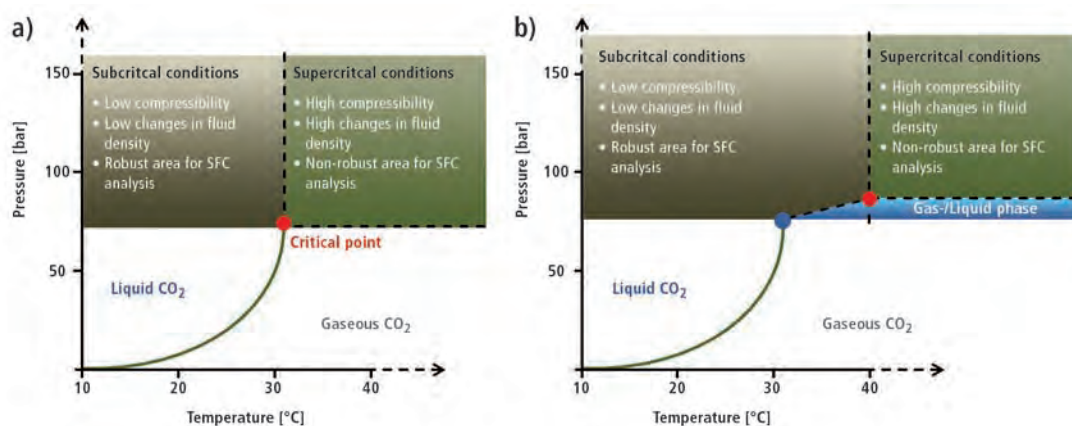 a)
Pressure [bar]
150
100
50
Subcritcal conditions
• Low compressibility
• Low changes in fluid
density
• Robust area for SFC
analysis
Supercritcal conditions
• High compressibility
• High changes in fluid
density
• Non-robust area for SFC
analysis
Critical point
Liquid CO₂
Gaseous CO₂
10 20 30 40
Temperature [°C]
b)
Pressure [bar]
150
100
50
Subcritcal conditions
• Low compressibility
• Low changes in fluid
density
• Robust area for SFC
analysis
Supercritcal conditions
• High compressibility
• High changes in fluid
density
• Non-robust area for SFC
analysis
Gas-/Liquid phase
Liquid CO₂
Gaseous CO₂
10 20 30 40
Temperature [°C]